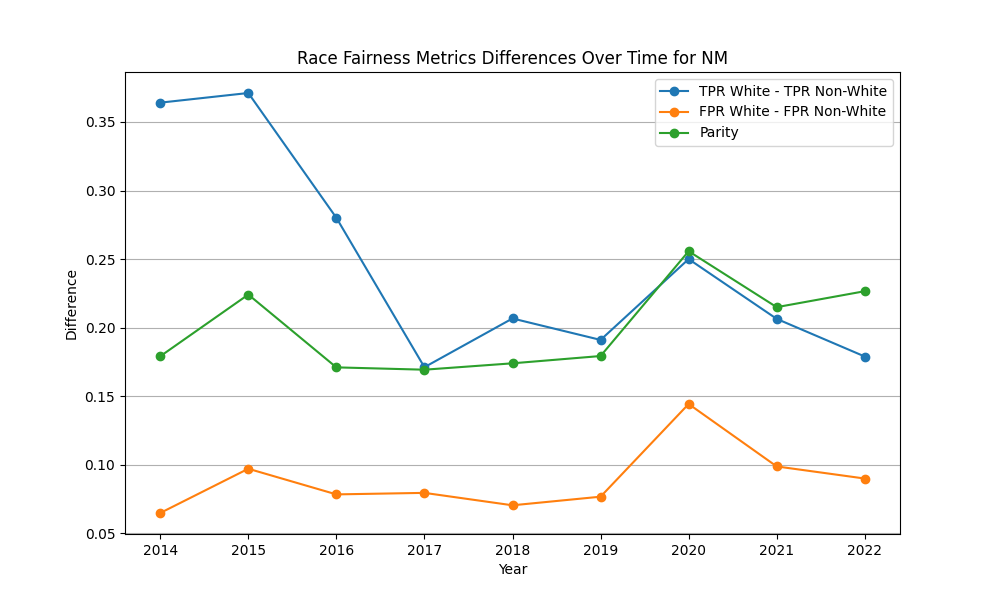 Race Fairness Metrics Differences Over Time for NM
TPR White - TPR Non-White
FPR White - FPR Non-White
Parity
0.35
0.30
0.25
0.20
0.15
0.10
0.05
Difference
2014 2015 2016 2017 2018 2019 2020 2021 2022
Year